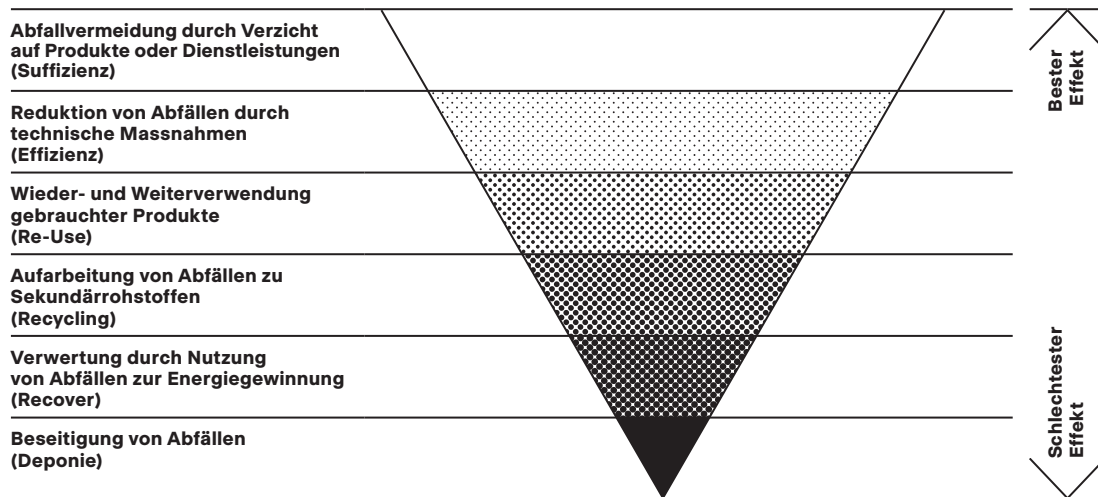 Abfallvermeidung durch Verzicht
auf Produkte oder Dienstleistungen
(Suffizienz)
Reduktion von Abfällen durch
technische Massnahmen
(Effizienz)
Wieder- und Weiterverwendung
gebrauchter Produkte
(Re-Use)
Aufarbeitung von Abfällen zu
Sekundärrohstoffen
(Recycling)
Verwertung durch Nutzung
von Abfällen zur Energiegewinnung
(Recover)
Beseitigung von Abfällen
(Deponie)
Bester
Effekt
Schlechtester
Effekt